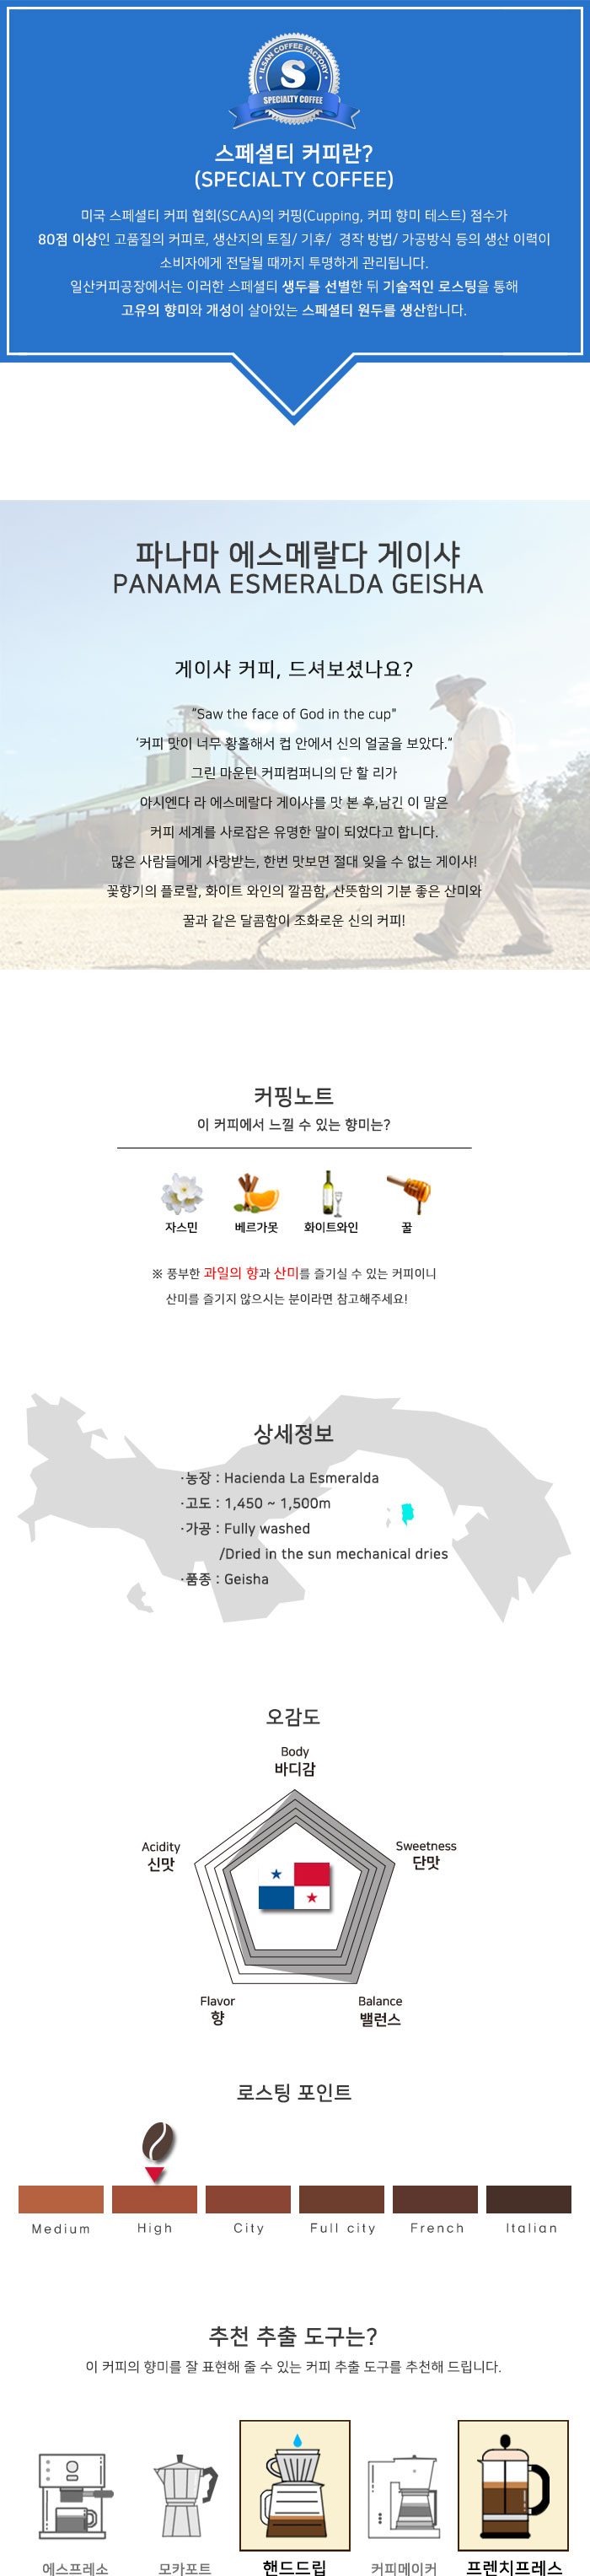 ILSAN COFFEE FACTORY
S
SPECIALTY COFFEE
스페셜티 커피란?
(SPECIALTY COFFEE)
미국 스페셜티 커피 협회(SCAA)의 커핑(Cupping, 커피 향미 테스트) 점수가
80점 이상인 고품질의 커피로, 생산지의 토질/ 기후/ 경작 방법/ 가공방식 등의 생산 이력이
소비자에게 전달될 때까지 투명하게 관리됩니다.
일산커피공장에서는 이러한 스페셜티 생두를 선별한 뒤 기술적인 로스팅을 통해
고유의 향미와 개성이 살아있는 스페셜티 원두를 생산합니다.
파나마 에스메랄다 게이샤
PANAMA ESMERALDA GEISHA
게이샤 커피, 드셔보셨나요?
"Saw the face of God in the cup"
'커피 맛이 너무 황홀해서 컵 안에서 신의 얼굴을 보았다."
그린 마운틴 커피컴퍼니의 단 할 리가
아시엔다 라 에스메랄다 게이샤를 맛 본 후,남긴 이 말은
커피 세계를 사로잡은 유명한 말이 되었다고 합니다.
많은 사람들에게 사랑받는, 한번 맛보면 절대 잊을 수 없는 게이샤!
꽃향기의 플로랄, 화이트 와인의 깔끔함, 산뜻함의 기분 좋은 산미와
꿀과 같은 달콤함이 조화로운 신의 커피!
커핑노트
이 커피에서 느낄 수 있는 향미는?
자스민 베르가못 화이트와인 꿀
※ 풍부한 과일의 향과 산미를 즐기실 수 있는 커피이니
산미를 즐기지 않으시는 분이라면 참고해주세요!
상세정보
·농장 : Hacienda La Esmeralda
·고도 : 1,450 ~ 1,500m
·가공 : Fully washed
/Dried in the sun mechanical dries
·품종 : Geisha
오감도
Body
바디감
Acidity
신맛
Sweetness
단맛
Flavor
향
Balance
밸런스
로스팅 포인트
Medium High City Full city French Italian
추천 추출 도구는?
이 커피의 향미를 잘 표현해 줄 수 있는 커피 추출 도구를 추천해 드립니다.
에스프레소 모카포트 핸드드립 커피메이커 프렌치프레스